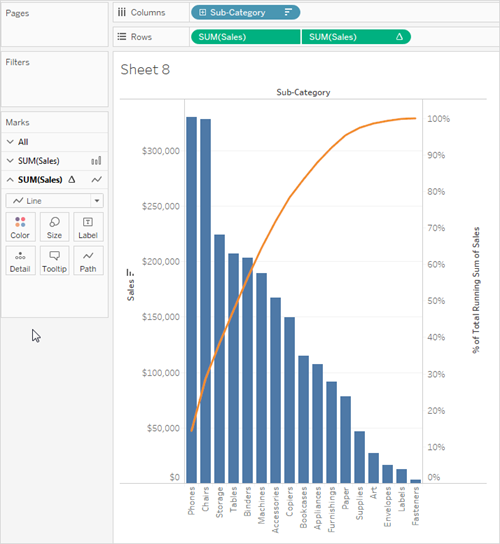 Pages
Columns
Sub-Category
Rows
SUM(Sales)
SUM(Sales)
Filters
Sheet 8
Sub-Category
Marks
All
SUM(Sales)
SUM(Sales)
Line
Color
Size
Label
Detail
Tooltip
Path
Sales
$300,000
$250,000
$200,000
$150,000
$100,000
$50,000
$0
100%
90%
80%
70%
60%
50%
40%
30%
20%
10%
0%
% of Total Running Sum of Sales
Phones
Chairs
Storage
Tables
Binders
Machines
Accessories
Copiers
Bookcases
Appliances
Furnishings
Paper
Supplies
Art
Envelopes
Labels
Fasteners